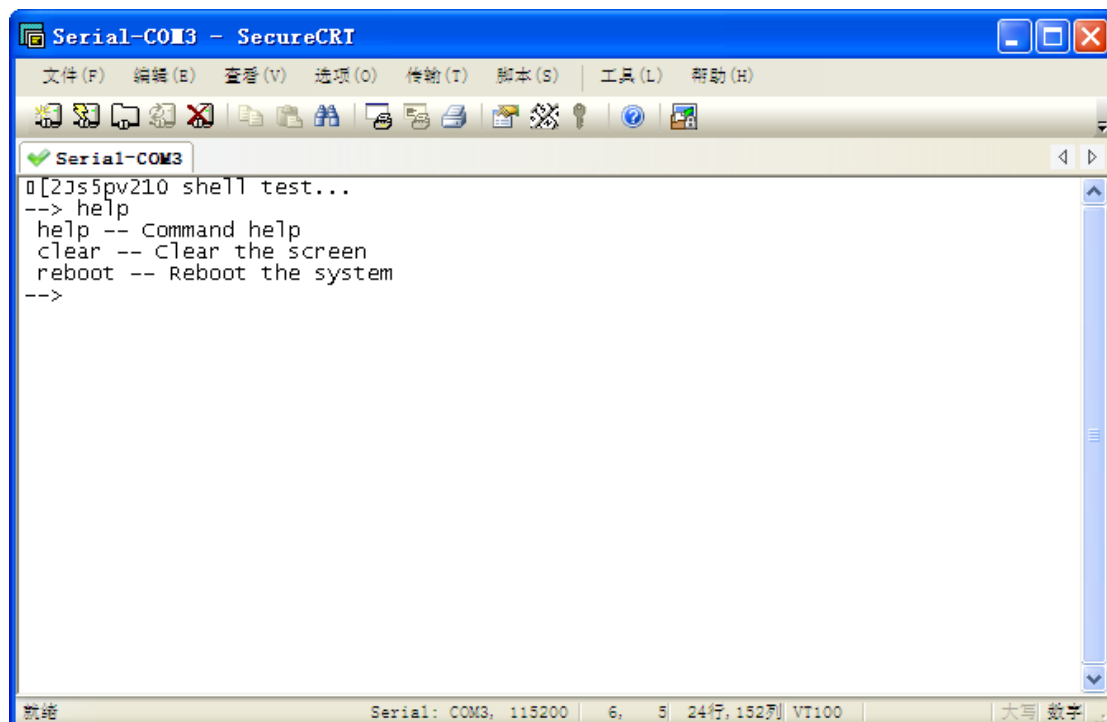 Serial-COM3 - SecureCRT
文件(F) 编辑(E) 查看(V) 选项(O) 传输(T) 脚本(S) 工具(L) 帮助(H)
Serial-COM3
[2Js5pv210 shell test...
--> help
help -- Command help
clear -- Clear the screen
reboot -- Reboot the system
-->
就绪 Serial: COM3, 115200 6, 5 24行,152列 VT100 大写 数字